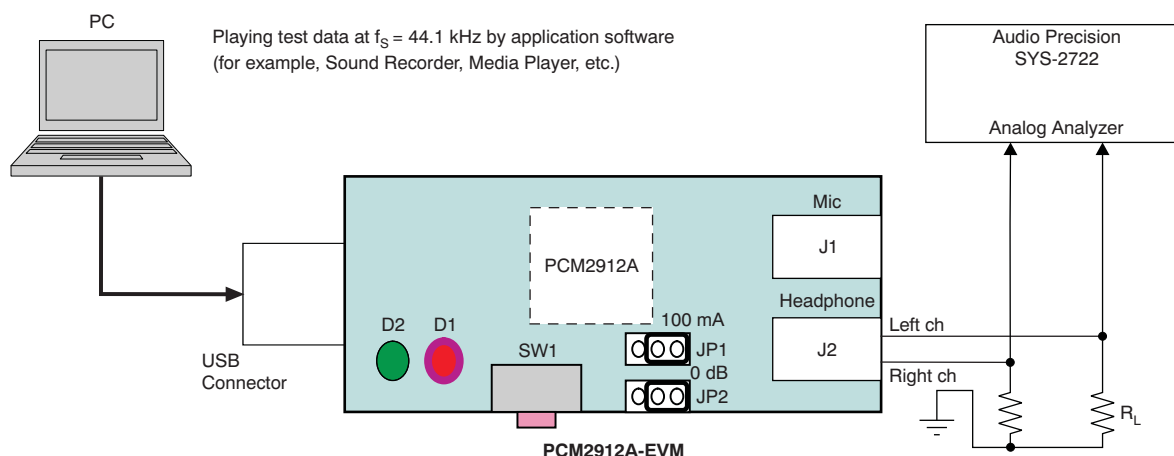 PC
Playing test data at fS = 44.1 kHz by application software
(for example, Sound Recorder, Media Player, etc.)
Audio Precision
SYS-2722
Analog Analyzer
Mic
J1
PCM2912A
Headphone
J2
100 mA
JP1
0 dB
JP2
D2
D1
SW1
Left ch
Right ch
USB
Connector
RL
PCM2912A-EVM